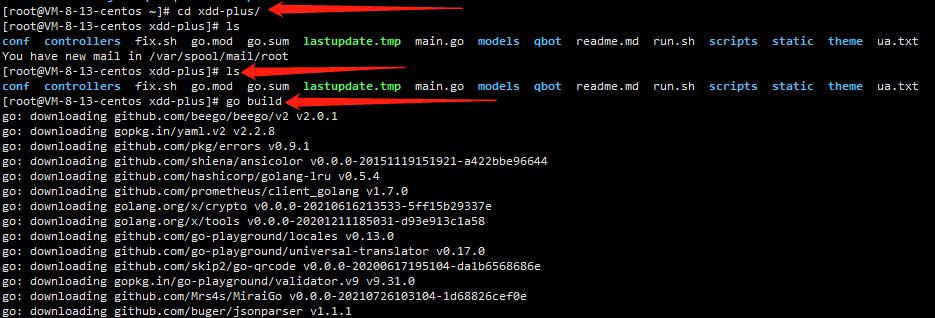 [root@VM-8-13-centos ~]# cd xdd-plus/
[root@VM-8-13-centos xdd-plus]# ls
conf controllers fix.sh go.mod go.sum lastupdate.tmp main.go models qbot readme.md run.sh scripts static theme ua.txt
You have new mail in /var/spool/mail/root
[root@VM-8-13-centos xdd-plus]# ls
conf controllers fix.sh go.mod go.sum lastupdate.tmp main.go models qbot readme.md run.sh scripts static theme ua.txt
[root@VM-8-13-centos xdd-plus]# go build
go: downloading github.com/beego/beego/v2 v2.0.1
go: downloading gopkg.in/yaml.v2 v2.2.8
go: downloading github.com/pkg/errors v0.9.1
go: downloading github.com/shiena/ansicolor v0.0.0-20151119151921-a422bbe96644
go: downloading github.com/hashicorp/golang-lru v0.5.4
go: downloading github.com/prometheus/client_golang v1.7.0
go: downloading golang.org/x/crypto v0.0.0-20210616213533-5ff15b29337e
go: downloading golang.org/x/tools v0.0.0-20201211185031-d93e913c1a58
go: downloading github.com/go-playground/locales v0.13.0
go: downloading github.com/go-playground/universal-translator v0.17.0
go: downloading github.com/skip2/go-qrcode v0.0.0-20200617195104-da1b6568686e
go: downloading gopkg.in/go-playground/validator.v9 v9.31.0
go: downloading github.com/Mrs4s/MiraiGo v0.0.0-20210726103104-1d68826cef0e
go: downloading github.com/buger/jsonparser v1.1.1